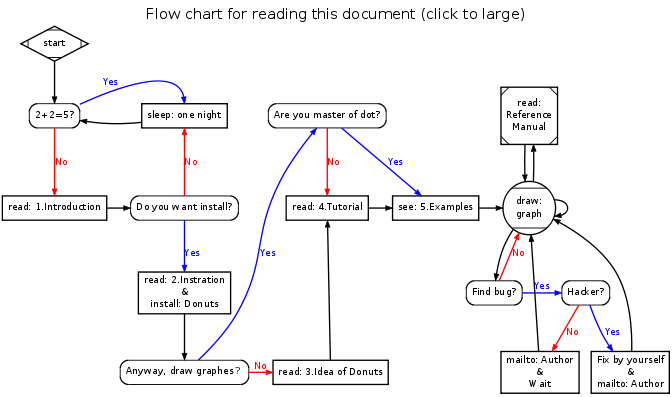 Flow chart for reading this document (click to large)
start
2+2=5?
Yes
sleep: one night
No
No
read: 1.Introduction
Do you want install?
Yes
read: 2.Instration
&
install: Donuts
Anyway, draw graphes?
Yes
No
read: 3.Idea of Donuts
Are you master of dot?
No
Yes
read: 4.Tutorial
see: 5.Examples
read:
Reference
Manual
draw:
graph
No
Find bug?
Yes
Hacker?
No
Yes
mailto: Author
&
Wait
Fix by yourself
&
mailto: Author